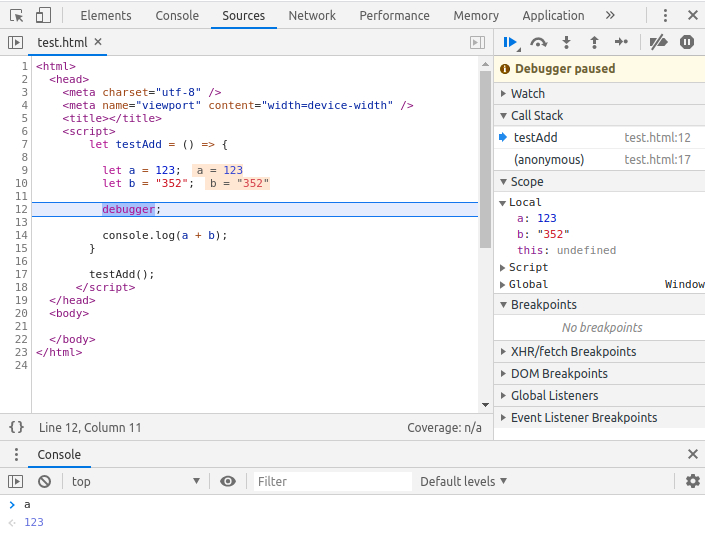 Elements Console Sources Network Performance Memory Application »
test.html ×
1 <html>
2 <head>
3 <meta charset="utf-8" />
4 <meta name="viewport" content="width=device-width" />
5 <title></title>
6 <script>
7 let testAdd = () => {
8
9 let a = 123; a = 123
10 let b = "352"; b = "352"
11
12 debugger;
13
14 console.log(a + b);
15 }
16
17 testAdd();
18 </script>
19 </head>
20 <body>
21
22 </body>
23 </html>
24
{} Line 12, Column 11 Coverage: n/a
Debugger paused
Watch
Call Stack
testAdd test.html:12
(anonymous) test.html:17
Scope
Local
a: 123
b: "352"
this: undefined
Script
Global Window
Breakpoints
No breakpoints
XHR/fetch Breakpoints
DOM Breakpoints
Global Listeners
Event Listener Breakpoints
Console
top Filter Default levels
> a
123